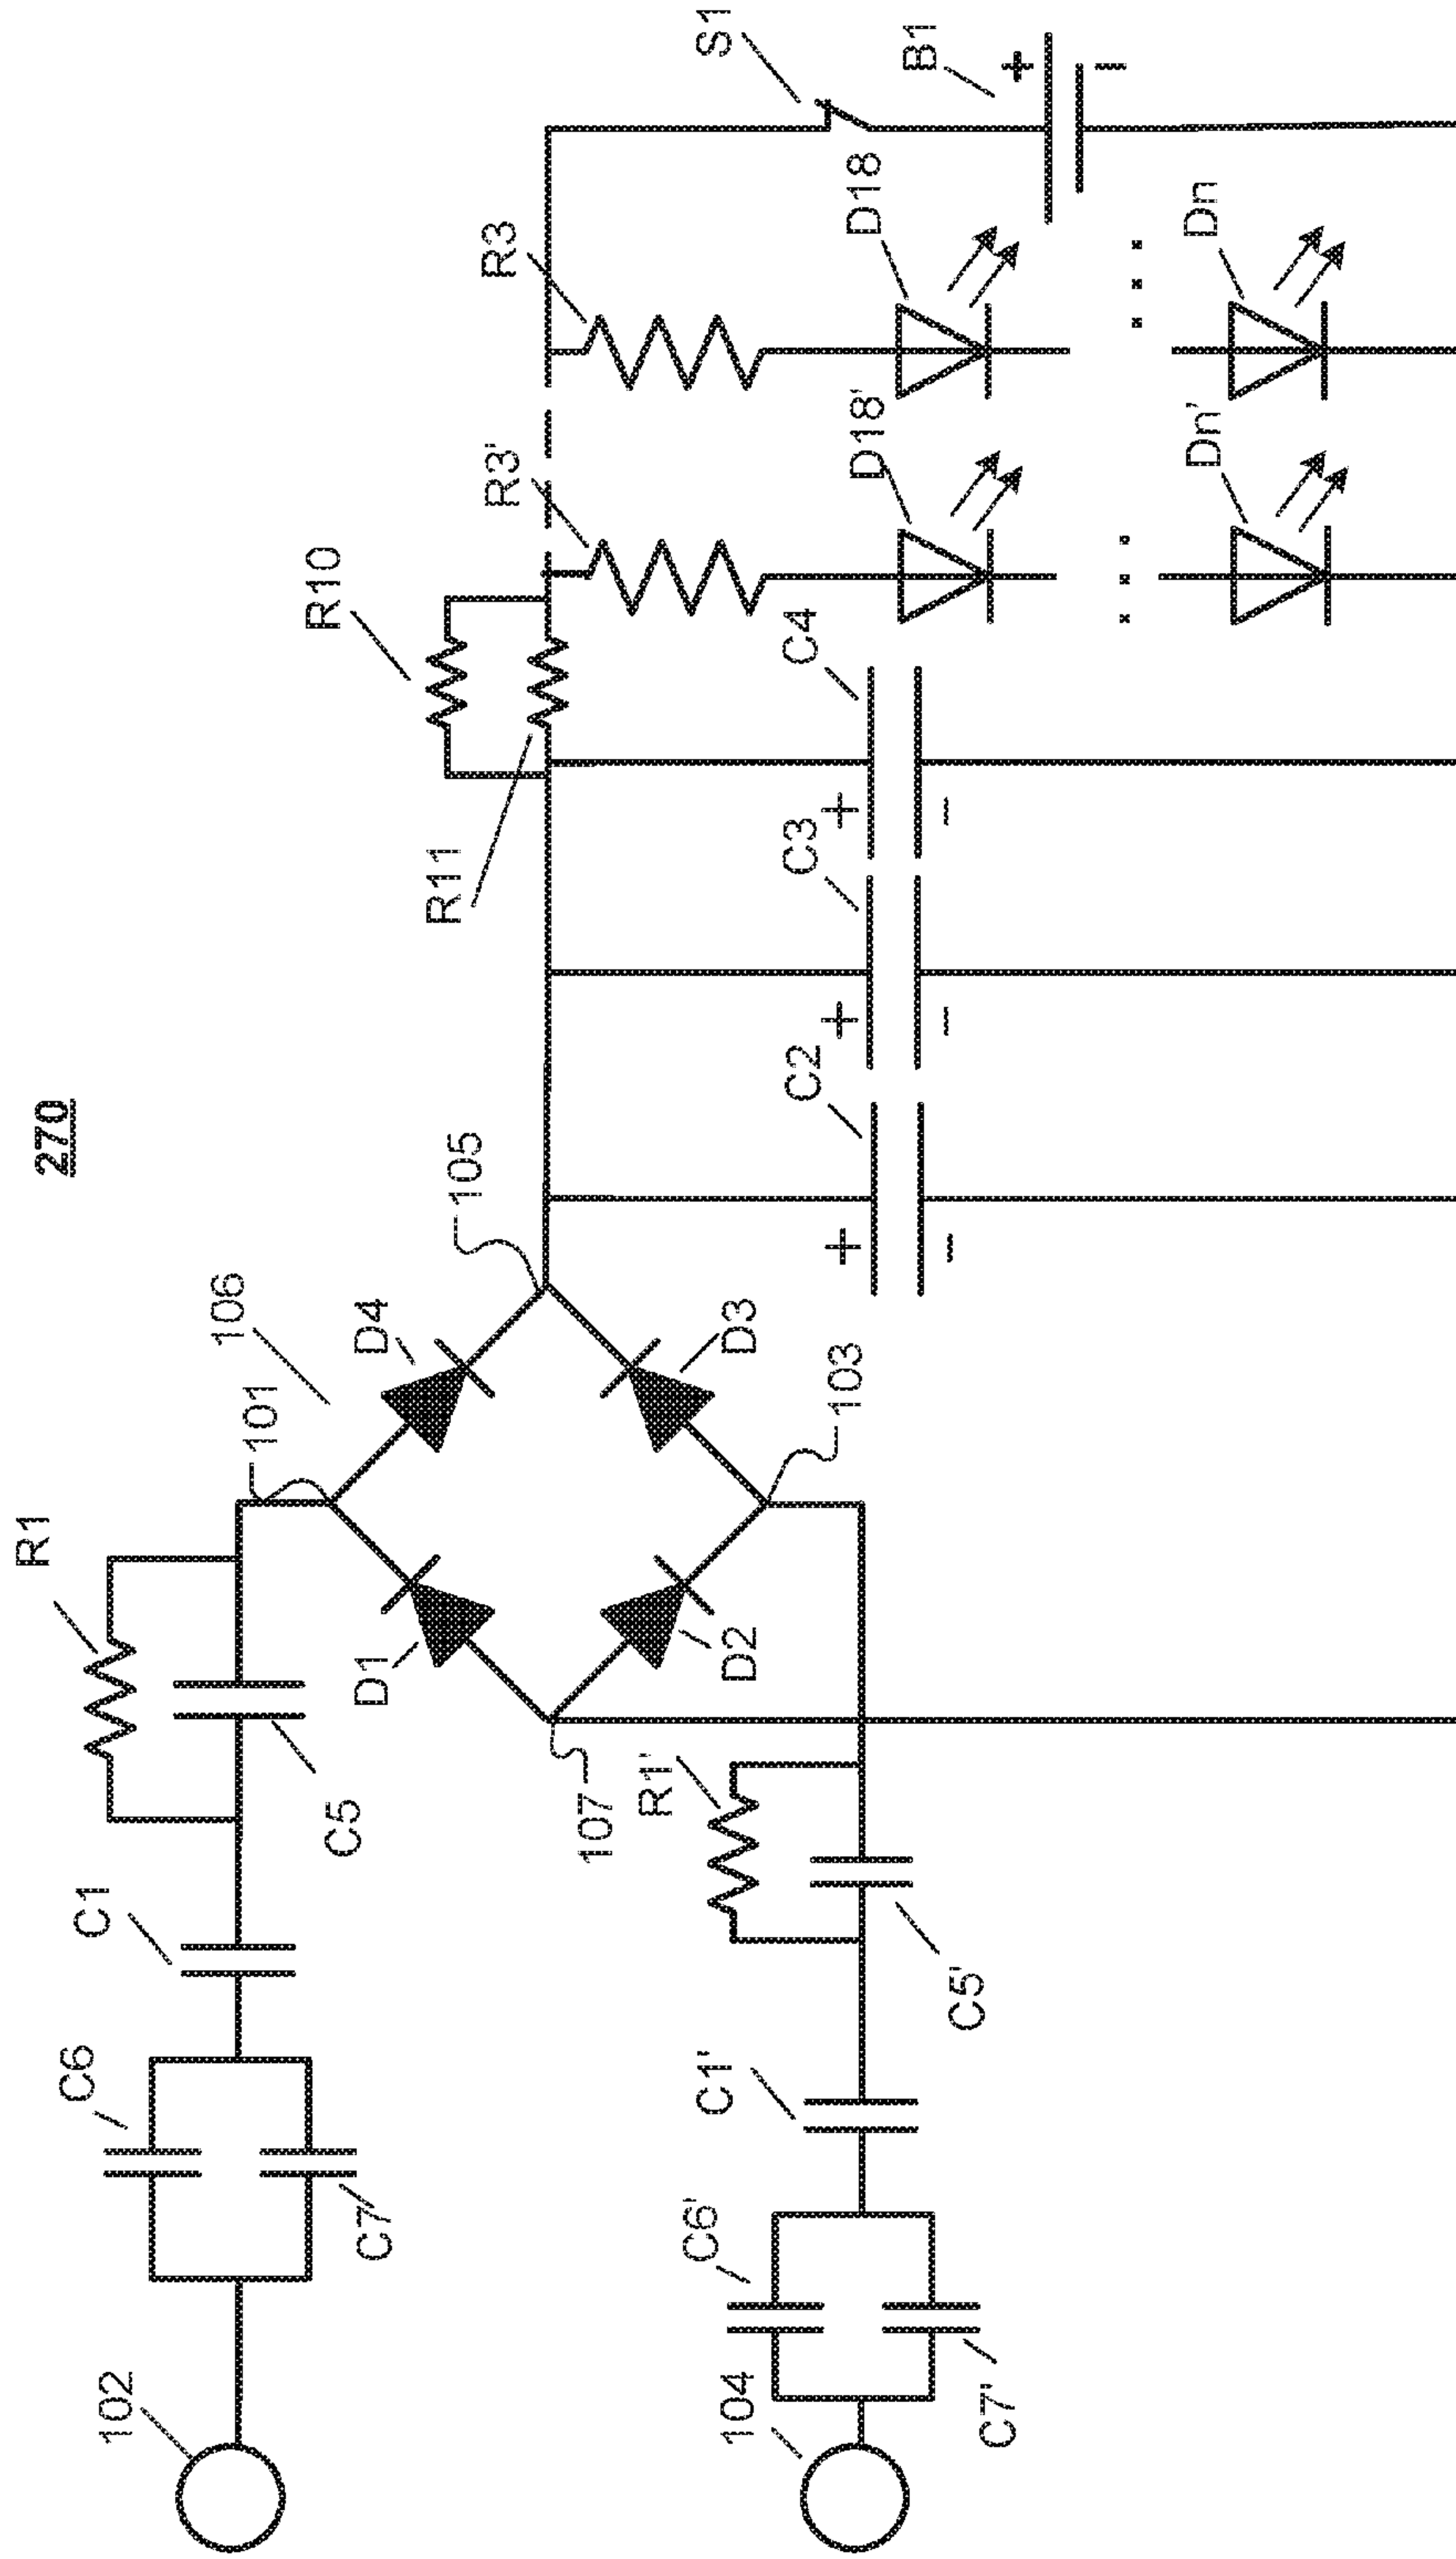 270
102
C6
C7
C1
R1
C5
101
106
D4
D1
105
D3
D2
107
103
104
C6'
C7'
C1'
R1'
C5'
C2
+
-
C3
+
-
C4
+
-
R10
R11
R3'
R3
D18'
D18
Dn'
Dn
S1
B1
+
-